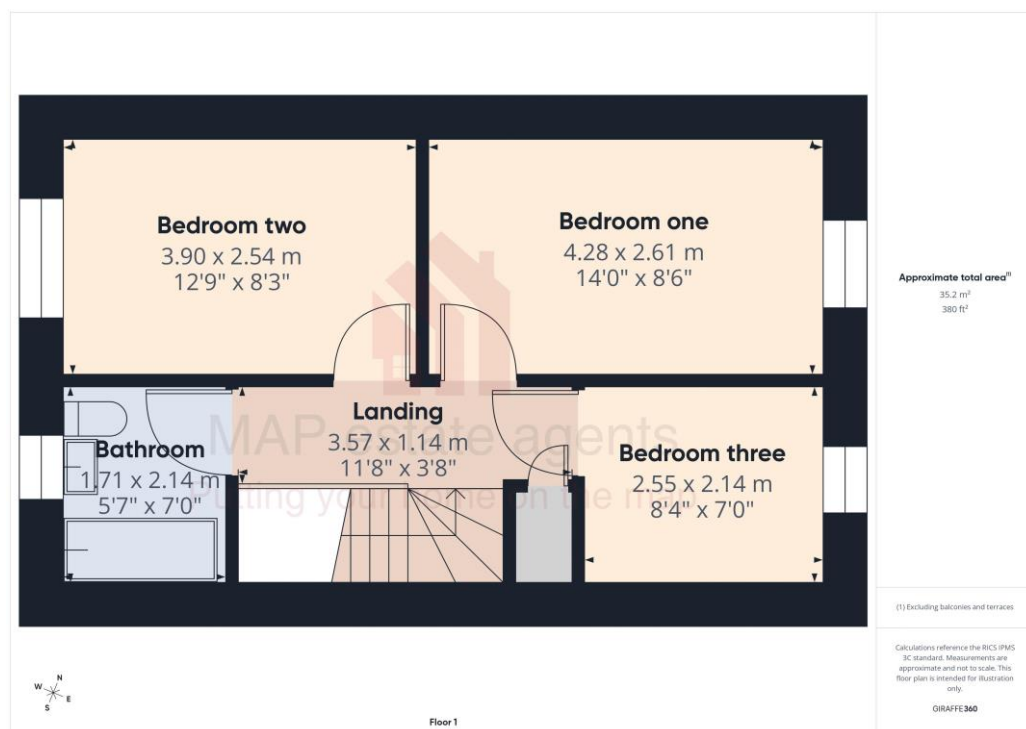 Bedroom two
3.90 x 2.54 m
12'9" x 8'3"
Bedroom one
4.28 x 2.61 m
14'0" x 8'6"
Landing
3.57 x 1.14 m
11'8" x 3'8"
Bathroom
1.71 x 2.14 m
5'7" x 7'0"
Bedroom three
2.55 x 2.14 m
8'4" x 7'0"
MAP estate agents
Putting your home on the map
N
W
E
S
Floor 1
Approximate total area(1)
35.2 m²
380 ft²
(1) Excluding balconies and terraces
Calculations reference the RICS IPMS
3C standard. Measurements are
approximate and not to scale. This
floor plan is intended for illustration
only.
GIRAFFE360